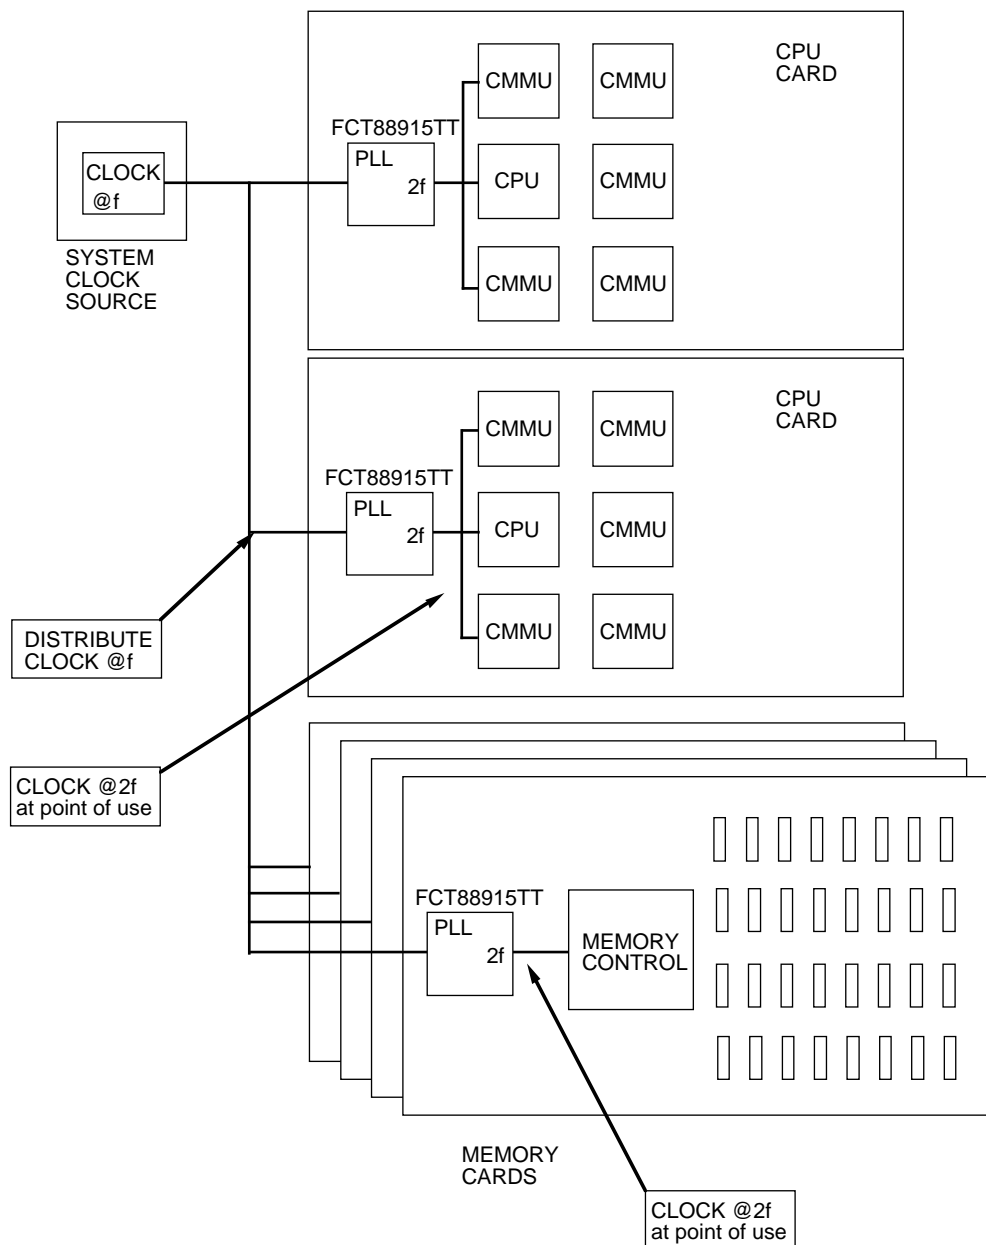 CPU
CARD
CMMU
CMMU
FCT88915TT
PLL
2f
CLOCK
@f
CPU
CMMU
SYSTEM
CLOCK
SOURCE
CMMU
CMMU
CPU
CARD
CMMU
CMMU
FCT88915TT
PLL
2f
CPU
CMMU
DISTRIBUTE
CLOCK @f
CMMU
CMMU
CLOCK @2f
at point of use
FCT88915TT
PLL
2f
MEMORY
CONTROL
MEMORY
CARDS
CLOCK @2f
at point of use